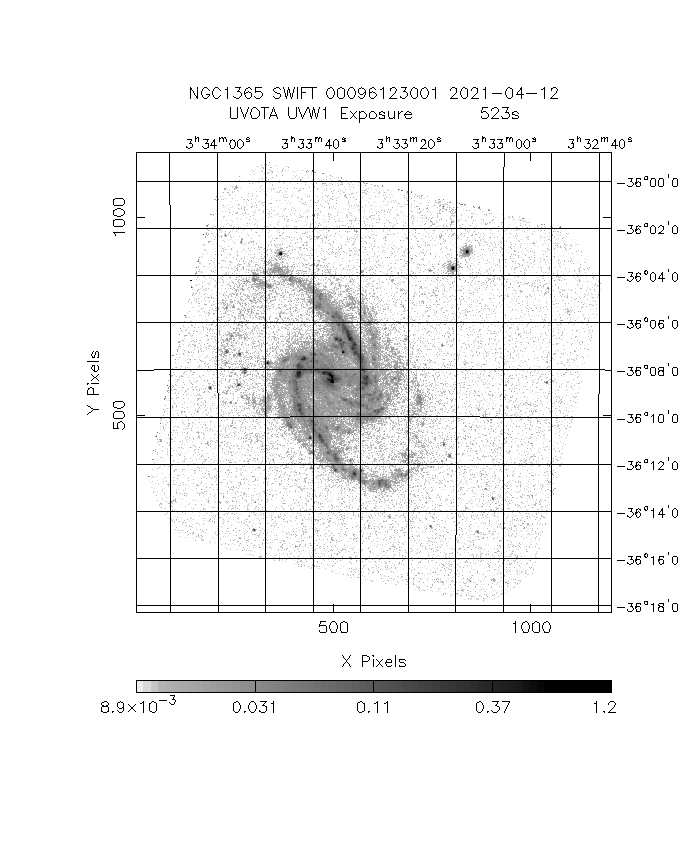 NGC1365 SWIFT 00096123001 2021-04-12
UVOTA UVW1 Exposure 523s
3ʰ34ᵐ00ˢ 3ʰ33ᵐ40ˢ 3ʰ33ᵐ20ˢ 3ʰ33ᵐ00ˢ 3ʰ32ᵐ40ˢ
-36°00'0
-36°02'0
-36°04'0
-36°06'0
-36°08'0
-36°10'0
-36°12'0
-36°14'0
-36°16'0
-36°18'0
1000
500
Y Pixels
500 1000
X Pixels
8.9×10⁻³ 0.031 0.11 0.37 1.2